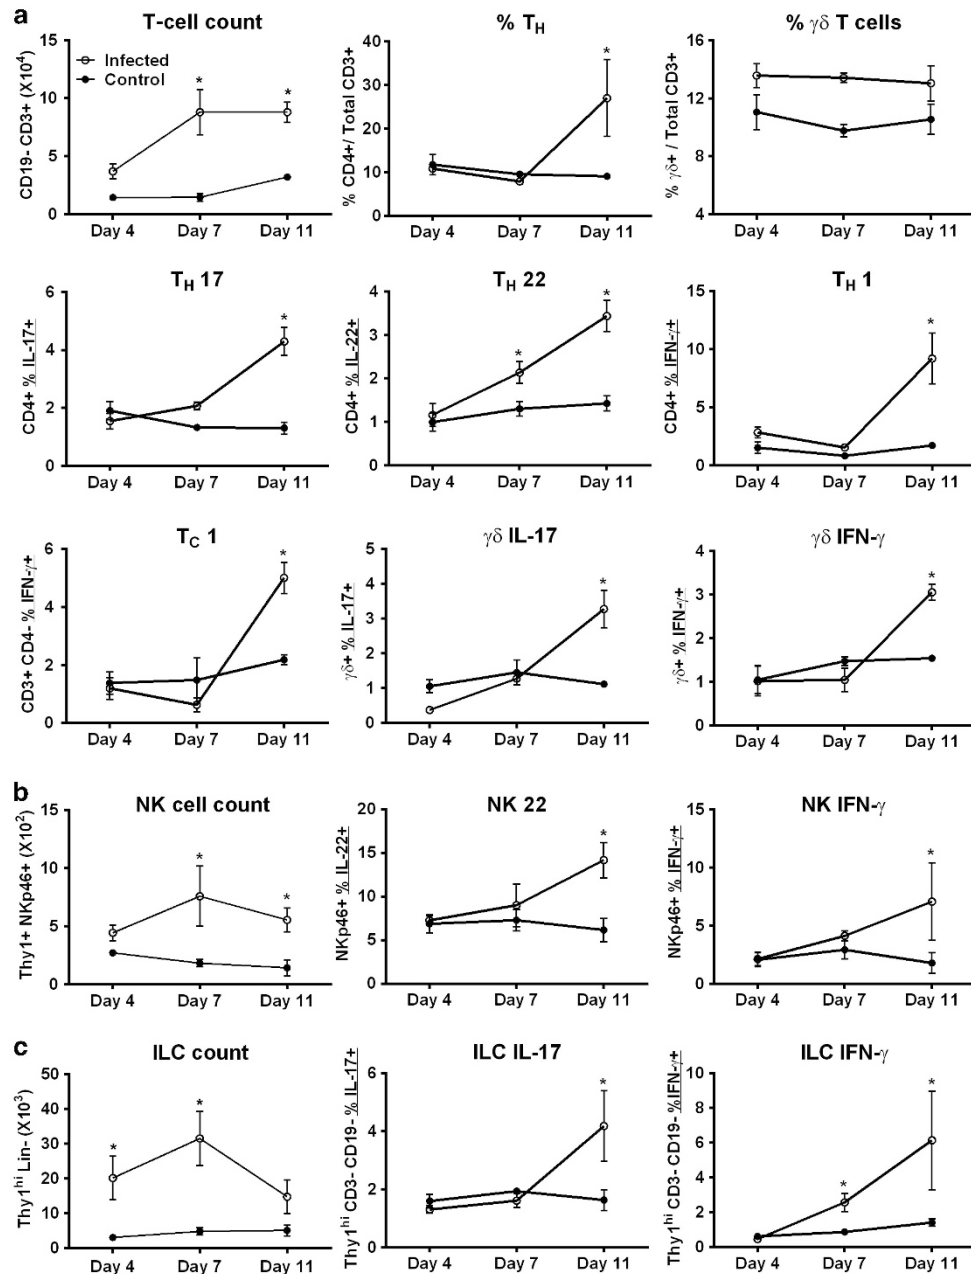 a
T-cell count
CD19- CD3+ (X10⁴)
15
10
5
0
Infected
Control
*
*
Day 4 Day 7 Day 11
% T_H
% CD4+/ Total CD3+
40
30
20
10
0
*
Day 4 Day 7 Day 11
% γδ T cells
% γδ+ / Total CD3+
16
12
8
4
Day 4 Day 7 Day 11
T_H 17
CD4+ % IL-17+
6
4
2
0
*
Day 4 Day 7 Day 11
T_H 22
CD4+ % IL-22+
4
3
2
1
0
*
*
Day 4 Day 7 Day 11
T_H 1
CD4+ % IFN-γ+
15
10
5
0
*
Day 4 Day 7 Day 11
T_C 1
CD3+ CD4- % IFN-γ+
6
4
2
0
*
Day 4 Day 7 Day 11
γδ IL-17
γδ+ % IL-17+
5
4
3
2
1
0
*
Day 4 Day 7 Day 11
γδ IFN-γ
γδ+ % IFN-γ+
4
3
2
1
0
*
Day 4 Day 7 Day 11
b
NK cell count
Thy1+ NKp46+ (X10²)
15
10
5
0
*
*
Day 4 Day 7 Day 11
NK 22
NKp46+ % IL-22+
20
15
10
5
0
*
Day 4 Day 7 Day 11
NK IFN-γ
NKp46+ % IFN-γ+
15
10
5
0
*
Day 4 Day 7 Day 11
c
ILC count
Thy1ʰⁱ Lin- (X10³)
50
40
30
20
10
0
*
*
Day 4 Day 7 Day 11
ILC IL-17
Thy1ʰⁱ CD3- CD19- % IL-17+
6
4
2
0
*
Day 4 Day 7 Day 11
ILC IFN-γ
Thy1ʰⁱ CD3- CD19- %IFN-γ+
10
8
6
4
2
0
*
*
Day 4 Day 7 Day 11